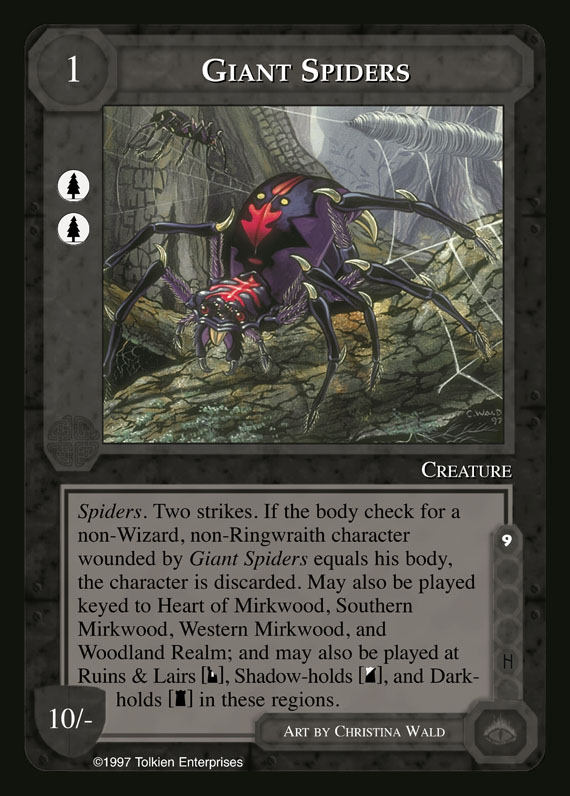 1
GIANT SPIDERS
C. WALD
97
CREATURE
Spiders. Two strikes. If the body check for a
non-Wizard, non-Ringwraith character
wounded by Giant Spiders equals his body,
the character is discarded. May also be played
keyed to Heart of Mirkwood, Southern
Mirkwood, Western Mirkwood, and
Woodland Realm; and may also be played at
Ruins & Lairs [], Shadow-holds [], and Dark-
holds [] in these regions.
9
H
10/-
ART BY CHRISTINA WALD
©1997 Tolkien Enterprises